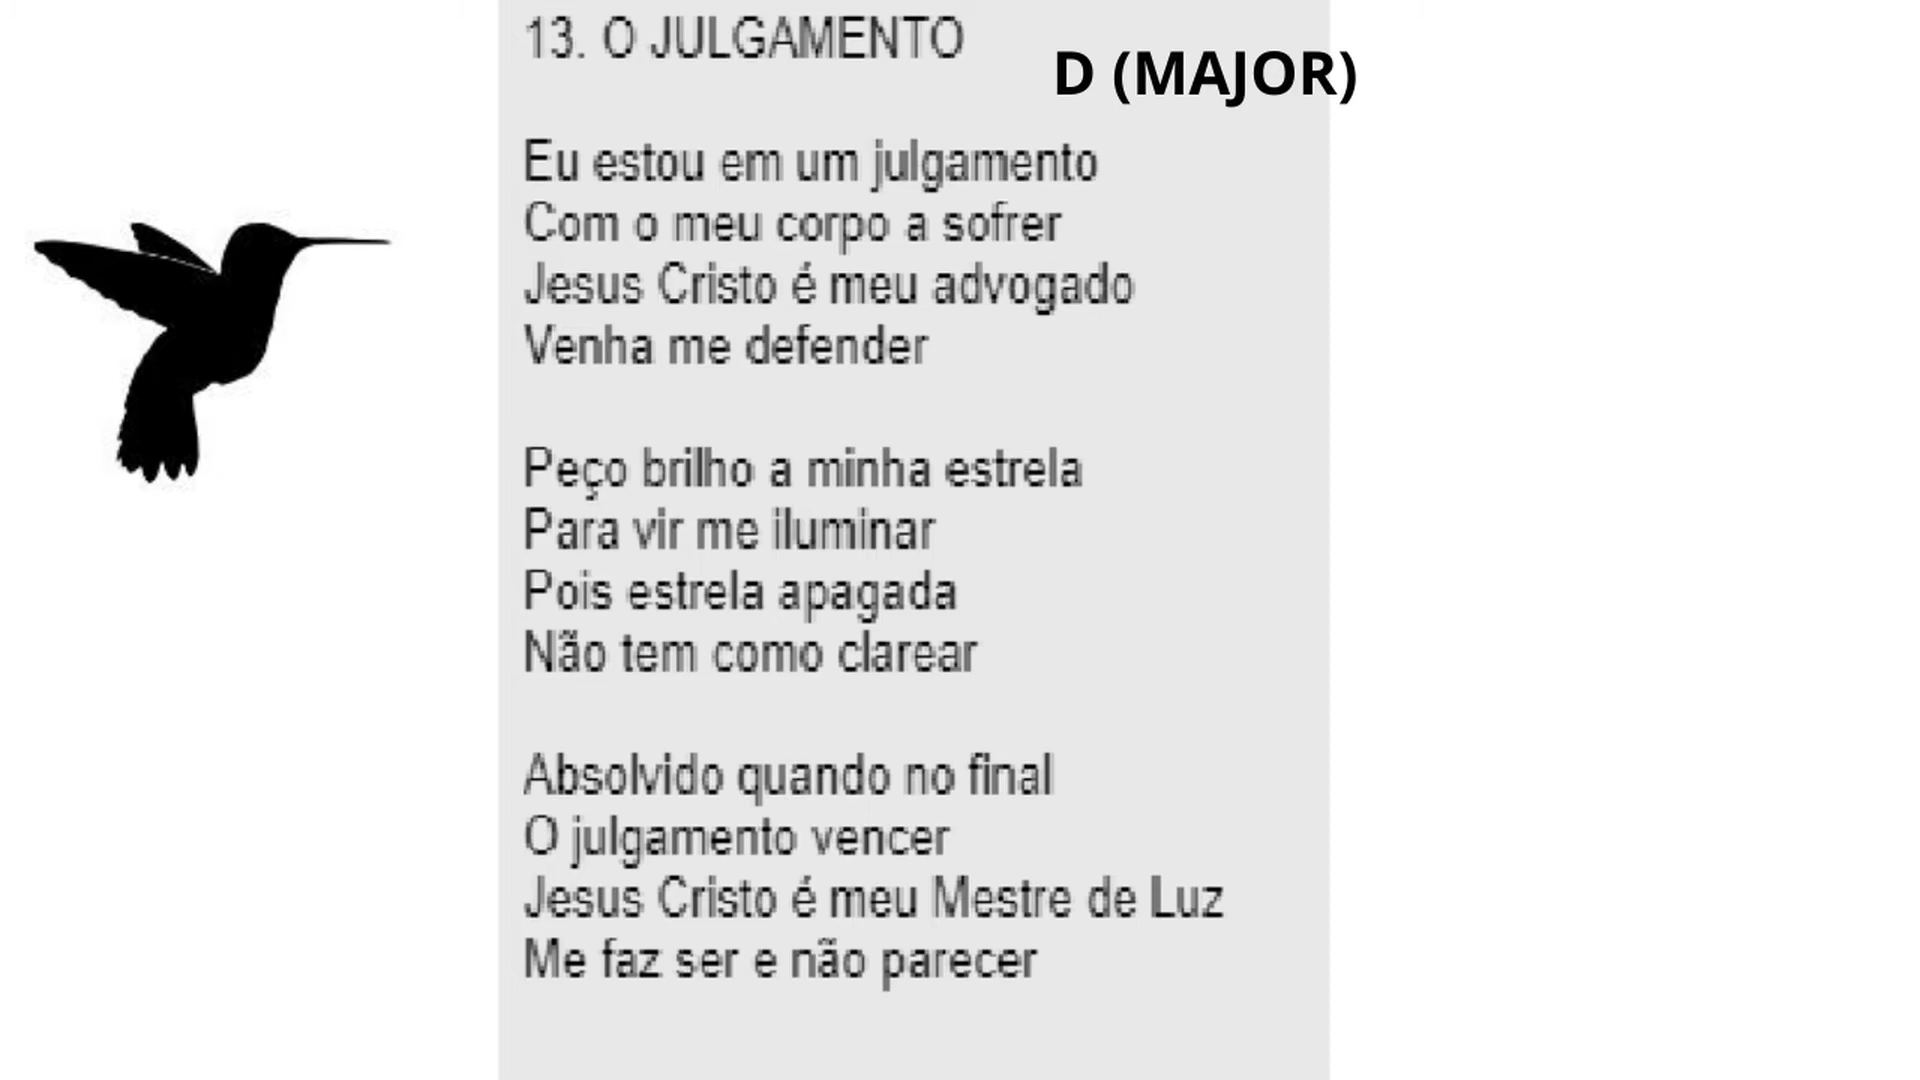 13. O JULGAMENTO
D (MAJOR)
Eu estou em um julgamento
Com o meu corpo a sofrer
Jesus Cristo é meu advogado
Venha me defender
Peço brilho a minha estrela
Para vir me iluminar
Pois estrela apagada
Não tem como clarear
Absolvido quando no final
O julgamento vencer
Jesus Cristo é meu Mestre de Luz
Me faz ser e não parecer